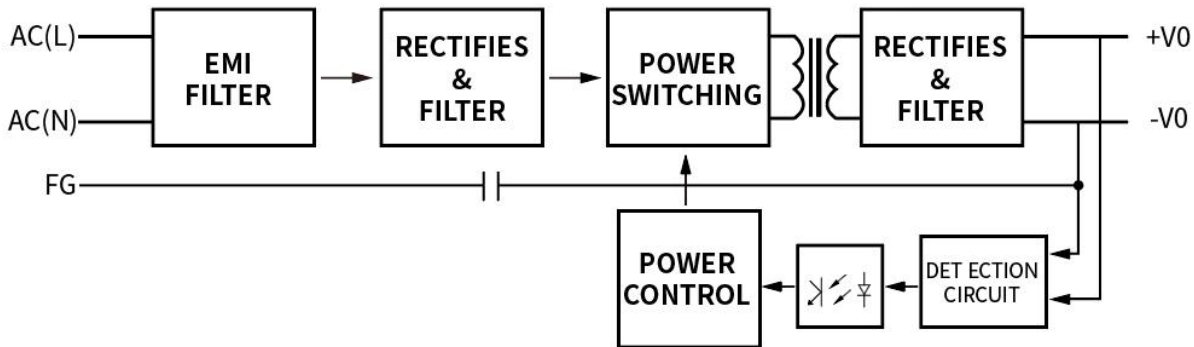 AC(L)
AC(N)
FG
EMI
FILTER
RECTIFIES
&
FILTER
POWER
SWITCHING
RECTIFIES
&
FILTER
+V0
-V0
POWER
CONTROL
DET ECTION
CIRCUIT